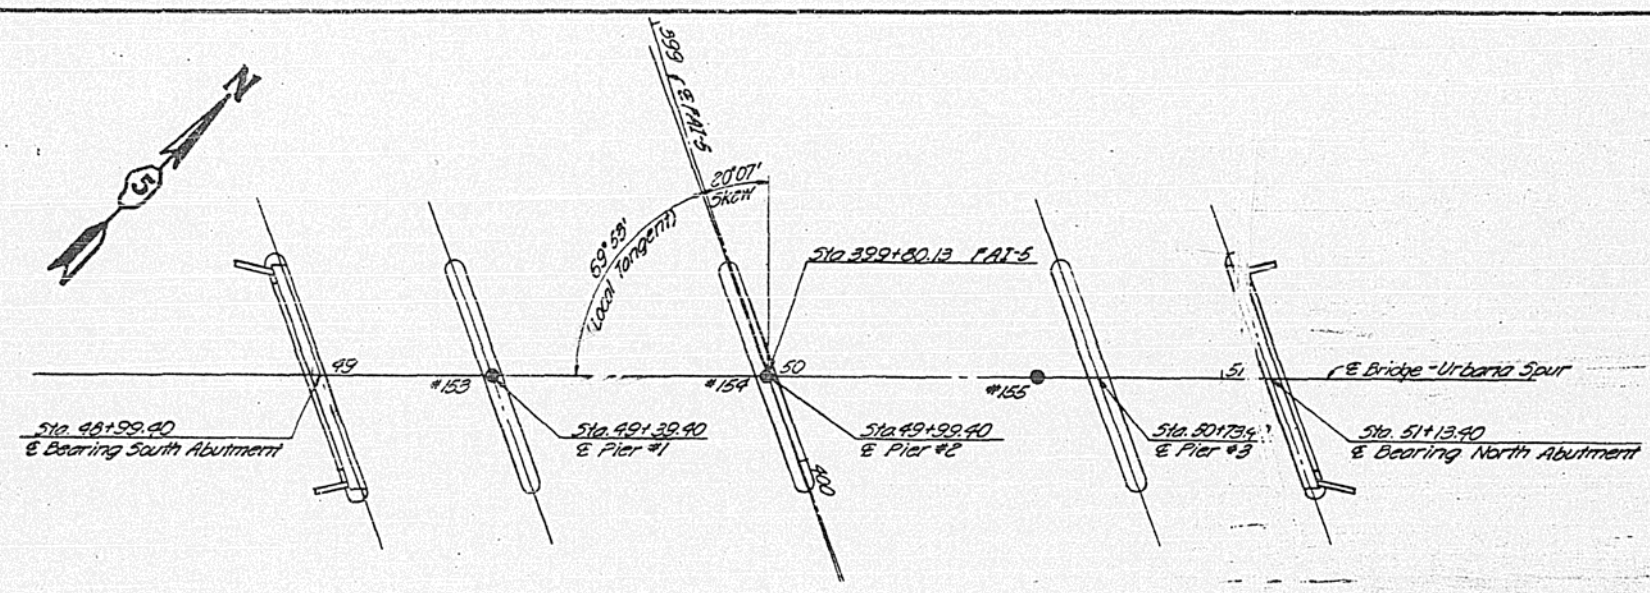 N
5
399
℄ FAI-5
20°07'
Skew
69°53'
(Local Tangent)
Sta 399+80.13 FAI-5
49
#153
#154
50
#155
51
℄ Bridge - Urbana Spur
Sta. 48+99.40
℄ Bearing South Abutment
Sta. 49+39.40
℄ Pier #1
Sta. 49+99.40
℄ Pier #2
400
℄ Pier #3
Sta. 51+13.40
℄ Bearing North Abutment